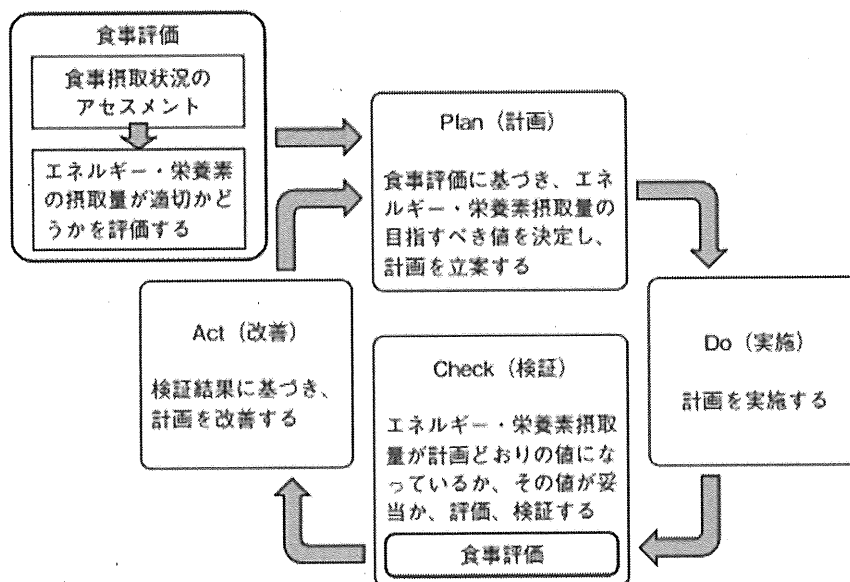 食事評価
食事摂取状況の
アセスメント
エネルギー・栄養素
の摂取量が適切かど
うかを評価する
Plan（計画）
食事評価に基づき、エネ
ルギー・栄養素摂取量の
目指すべき値を決定し、
計画を立案する
Do（実施）
計画を実施する
Check（検証）
エネルギー・栄養素摂取
量が計画どおりの値にな
っているか、その値が妥
当か、評価、検証する
食事評価
Act（改善）
検証結果に基づき、
計画を改善する